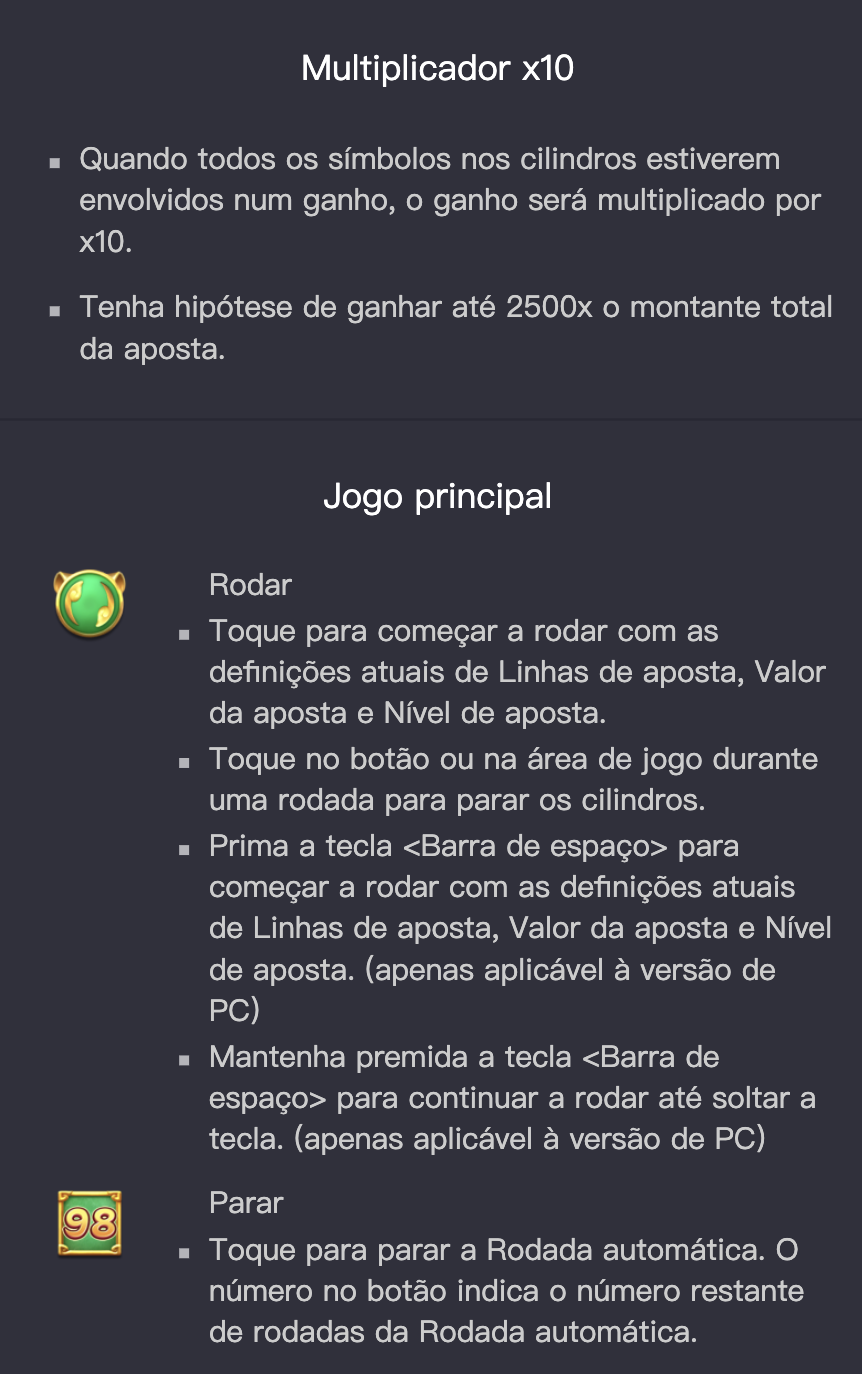 Multiplicador x10
Quando todos os símbolos nos cilindros estiverem
envolvidos num ganho, o ganho será multiplicado por
x10.
Tenha hipótese de ganhar até 2500x o montante total
da aposta.
Jogo principal
Rodar
Toque para começar a rodar com as
definições atuais de Linhas de aposta, Valor
da aposta e Nível de aposta.
Toque no botão ou na área de jogo durante
uma rodada para parar os cilindros.
Prima a tecla <Barra de espaço> para
começar a rodar com as definições atuais
de Linhas de aposta, Valor da aposta e Nível
de aposta. (apenas aplicável à versão de
PC)
Mantenha premida a tecla <Barra de
espaço> para continuar a rodar até soltar a
tecla. (apenas aplicável à versão de PC)
98
Parar
Toque para parar a Rodada automática. O
número no botão indica o número restante
de rodadas da Rodada automática.